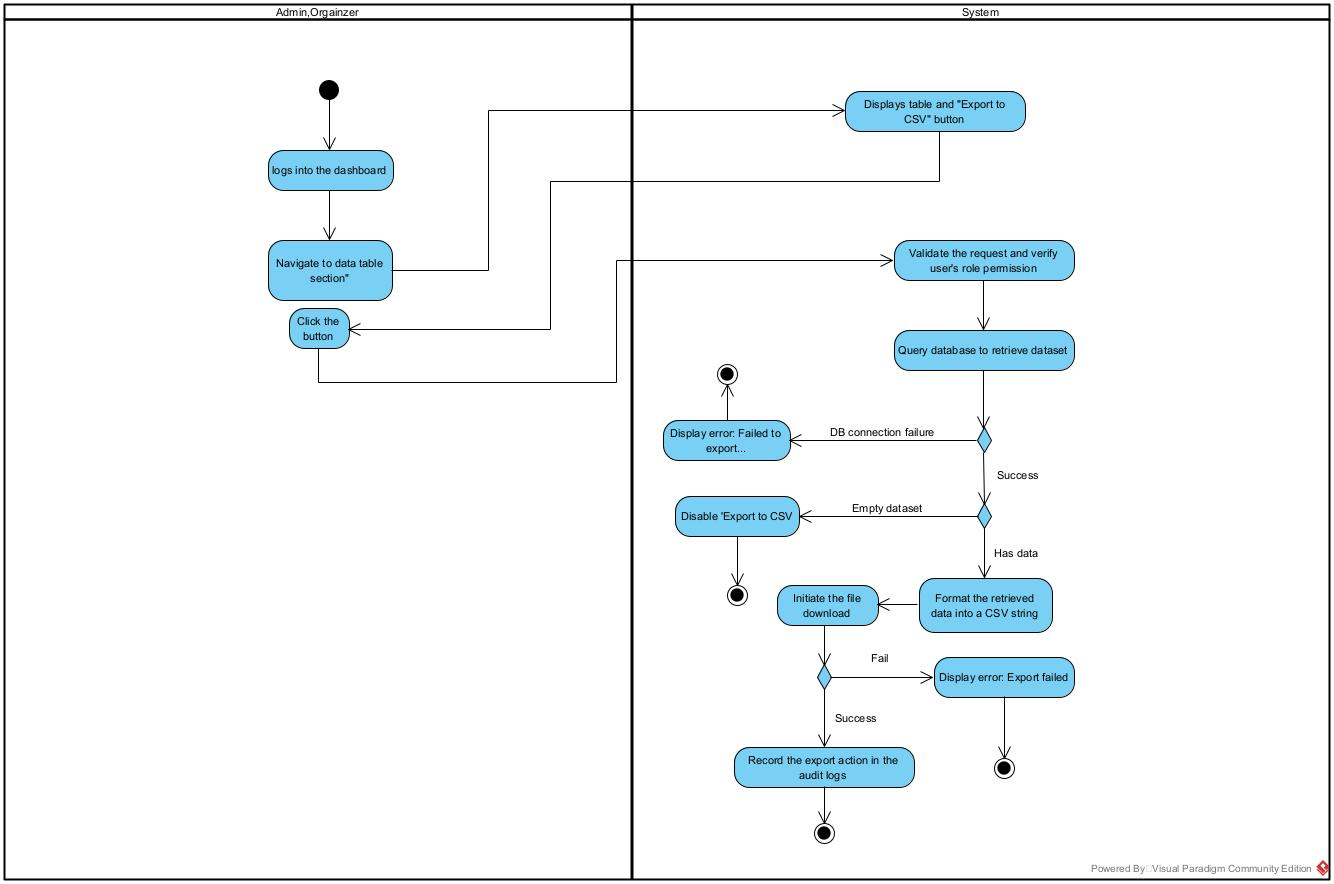 Admin,Orgainzer
System
Displays table and "Export to
CSV" button
logs into the dashboard
Navigate to data table
section"
Validate the request and verify
user's role permission
Click the
button
Query database to retrieve dataset
DB connection failure
Display error: Failed to
export...
Success
Empty dataset
Disable 'Export to CSV
Has data
Initiate the file
download
Format the retrieved
data into a CSV string
Fail
Display error: Export failed
Success
Record the export action in the
audit logs
Powered By Visual Paradigm Community Edition